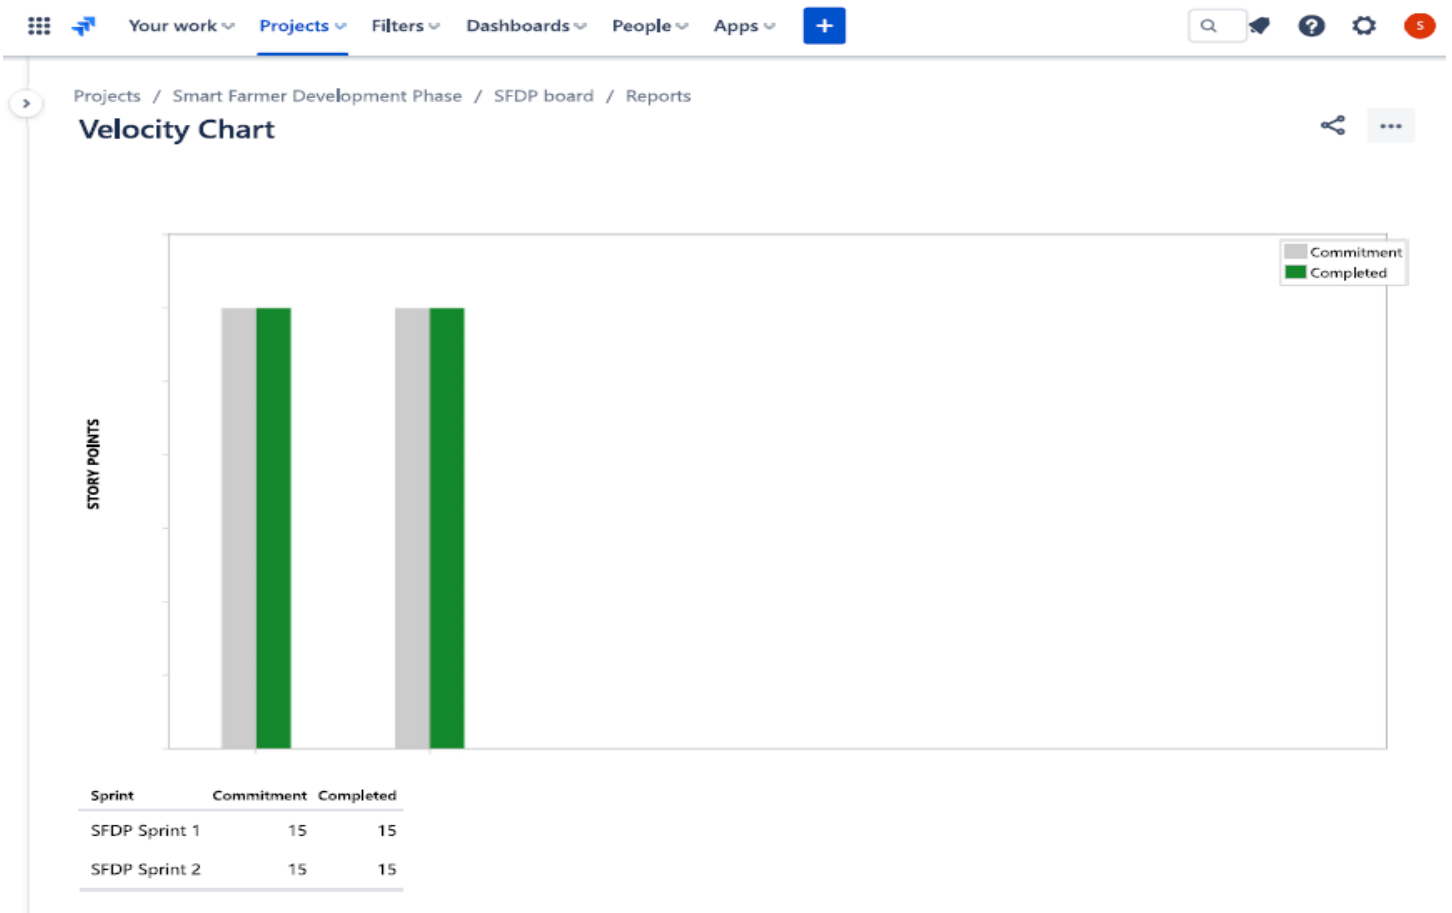 Your work Projects Filters Dashboards People Apps +
S
Projects / Smart Farmer Development Phase / SFDP board / Reports
Velocity Chart
Commitment
Completed
STORY POINTS
Sprint Commitment Completed
SFDP Sprint 1 15 15
SFDP Sprint 2 15 15